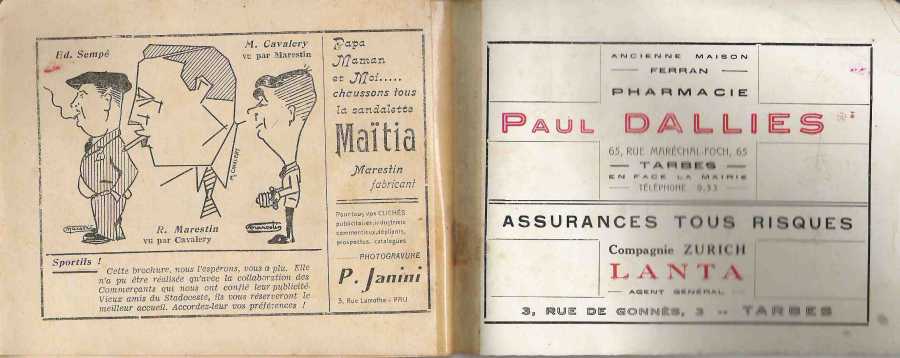 Ed. Sempé
M. Cavalery
vu par Marestin
R. Marestin
vu par Cavalery
Papa
Maman
et Moi.....
chaussons tous
la sandalette
Maïtia
Marestin
fabricant
Pour tous vos CLICHÉS
publicitaires, industriels
commerciaux, dépliants,
prospectus, catalogues
PHOTOGRAVURE
P. Janini
3, Rue Lamothe - PAU
Sportifs !
Cette brochure, nous l'espérons, vous a plu. Elle
n'a pu être réalisée qu'avec la collaboration des
Commerçants qui nous ont confié leur publicité.
Vieux amis du Stadoceste, ils vous réserveront le
meilleur accueil. Accordez-leur vos préférences !
ANCIENNE MAISON
FERRAN
PHARMACIE
PAUL DALLIES
65, RUE MARÉCHAL-FOCH, 65
TARBES
EN FACE LA MAIRIE
TÉLÉPHONE 9.33
ASSURANCES TOUS RISQUES
Compagnie ZURICH
LANTA
AGENT GÉNÉRAL
3, RUE DE GONNÈS, 3 -- TARBES